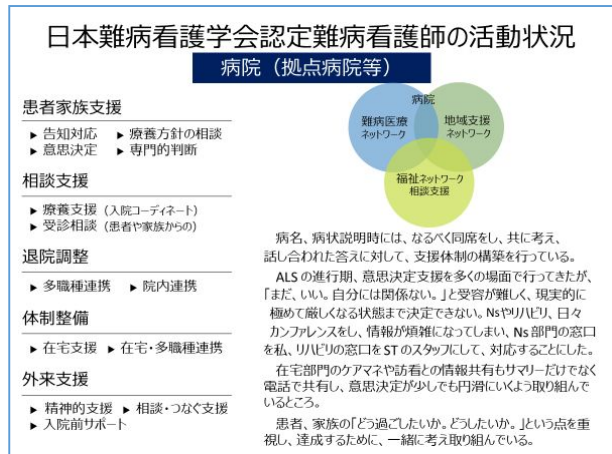 日本難病看護学会認定難病看護師の活動状況
病院（拠点病院等）
患者家族支援
▶ 告知対応 ▶ 療養方針の相談
▶ 意思決定 ▶ 専門的判断
相談支援
▶ 療養支援（入院コーディネート）
▶ 受診相談（患者や家族からの）
退院調整
▶ 多職種連携 ▶ 院内連携
体制整備
▶ 在宅支援 ▶ 在宅・多職種連携
外来支援
▶ 精神的支援 ▶ 相談・つなぐ支援
▶ 入院前サポート
病院
難病医療
ネットワーク
地域支援
ネットワーク
福祉ネットワーク
相談支援
病名、病状説明時には、なるべく同席をし、共に考え、
話し合われた答えに対して、支援体制の構築を行っている。
ALSの進行期、意思決定支援を多くの場面で行ってきたが、
「まだ、いい。自分には関係ない。」と受容が難しく、現実的に
極めて厳しくなる状態まで決定できない。Nsやリハビリ、日々
カンファレンスをし、情報が煩雑になってしまい、Ns部門の窓口
を私、リハビリの窓口をSTのスタッフにして、対応することにした。
在宅部門のケアマネや訪看との情報共有もサマリーだけでなく
電話で共有し、意思決定が少しでも円滑にいくよう取り組んで
いるところ。
患者、家族の「どう過ごしたいか。どうしたいか。」という点を重
視し、達成するために、一緒に考え取り組んでいる。